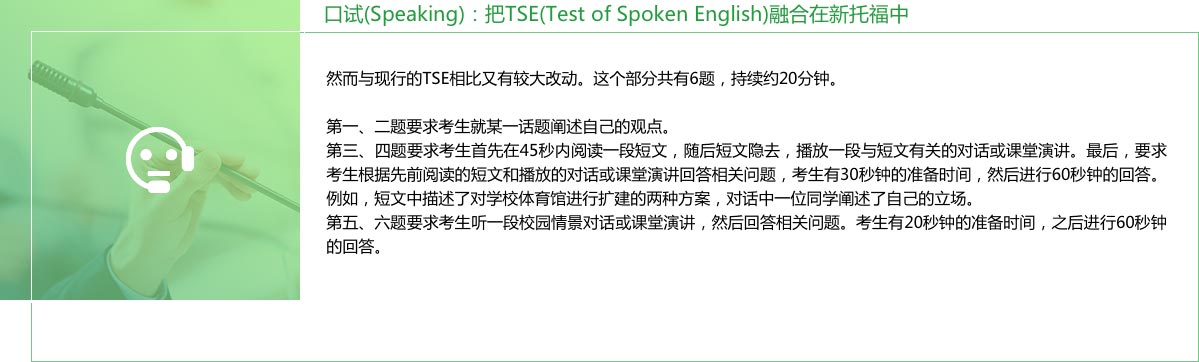 口试(Speaking)：把TSE(Test of Spoken English)融合在新托福中
然而与现行的TSE相比又有较大改动。这个部分共有6题，持续约20分钟。
第一、二题要求考生就某一话题阐述自己的观点。
第三、四题要求考生首先在45秒内阅读一段短文，随后短文隐去，播放一段与短文有关的对话或课堂演讲。最后，要求
考生根据先前阅读的短文和播放的对话或课堂演讲回答相关问题，考生有30秒钟的准备时间，然后进行60秒钟的回答。
例如，短文中描述了对学校体育馆进行扩建的两种方案，对话中一位同学阐述了自己的立场。
第五、六题要求考生听一段校园情景对话或课堂演讲，然后回答相关问题。考生有20秒钟的准备时间，之后进行60秒钟
的回答。